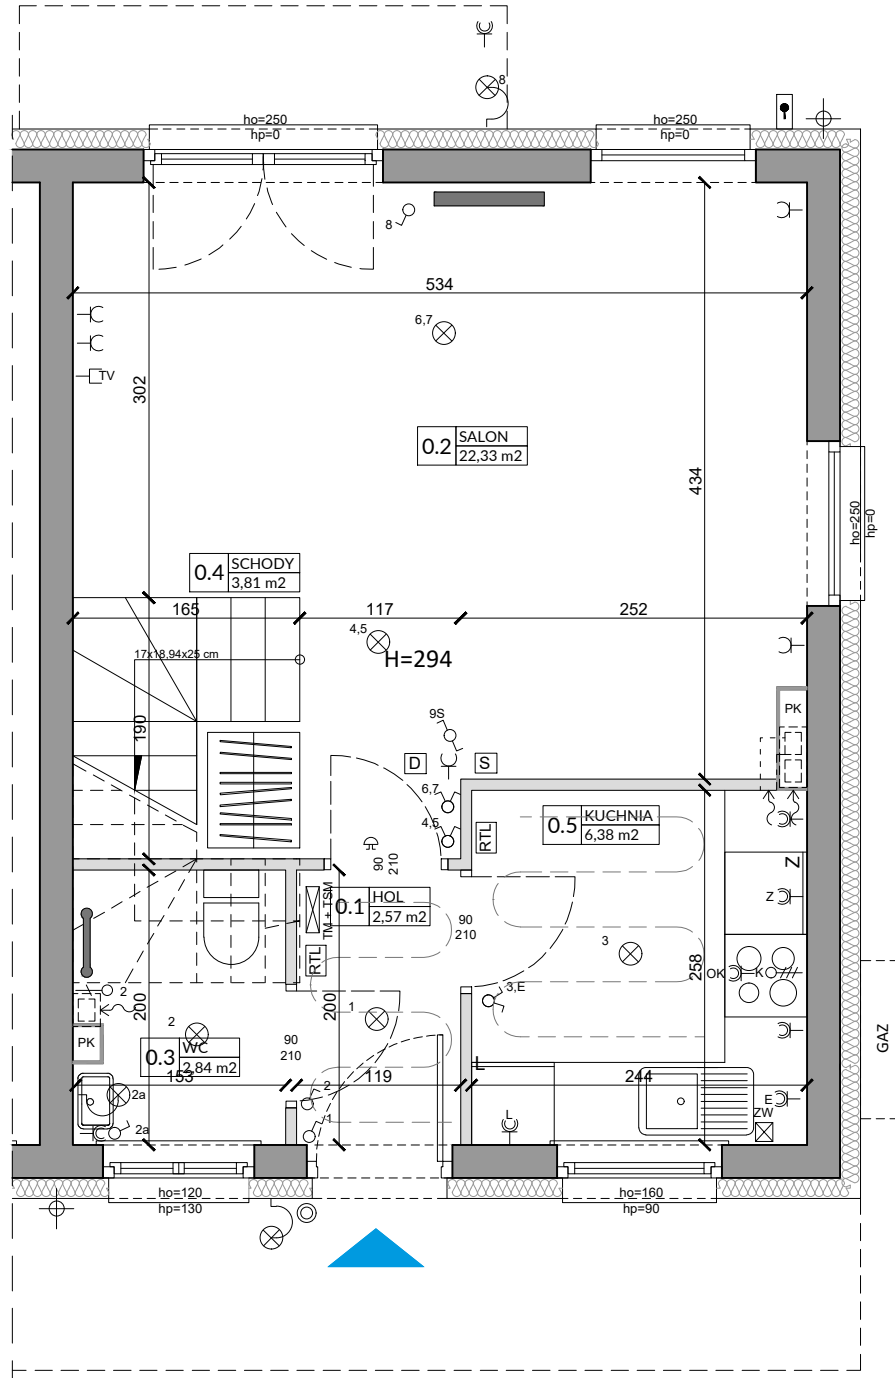 8
ho=250
hp=0
ho=250
hp=0
8
534
6,7
TV
302
0.2
SALON
22,33 m2
434
ho=250
hp=0
0.4
SCHODY
3,81 m2
165
117
252
4,5
H=294
17x18,94x25 cm
190
9S
PK
D
S
6,7
4,5
RTL
0.5
KUCHNIA
6,38 m2
Z
90
210
TM + TSM
0.1
HOL
2,57 m2
Z
90
210
3
RTL
258
OK
K
2
200
200
1
3,E
2
PK
0.3
WC
2,84 m2
90
210
GAZ
L
153
119
244
2
2a
1
2a
L
E
ZW
ho=120
hp=130
ho=160
hp=90